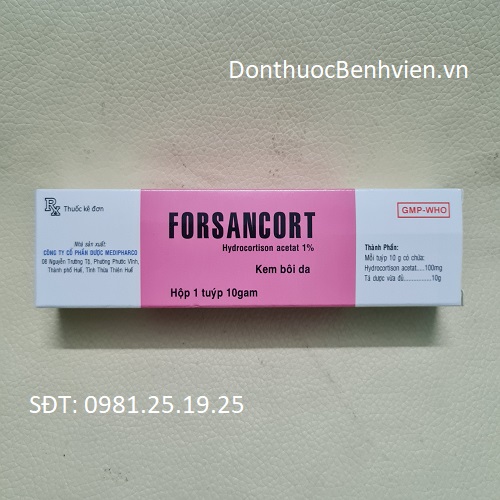 DonthuocBenhvien.vn
Rx Thuốc kê đơn
Nhà sản xuất
CÔNG TY CỔ PHẦN DƯỢC MEDIPHARCO
08 Nguyễn Trường Tộ, Phường Phước Vĩnh,
Thành phố Huế, Tỉnh Thừa Thiên Huế
FORSANCORT
Hydrocortison acetat 1%
Kem bôi da
Hộp 1 tuýp 10gam
GMP-WHO
Thành Phần:
Mỗi tuýp 10 g có chứa:
Hydrocortison acetat.....100mg
Tá dược vừa đủ..................10g
SĐT: 0981.25.19.25